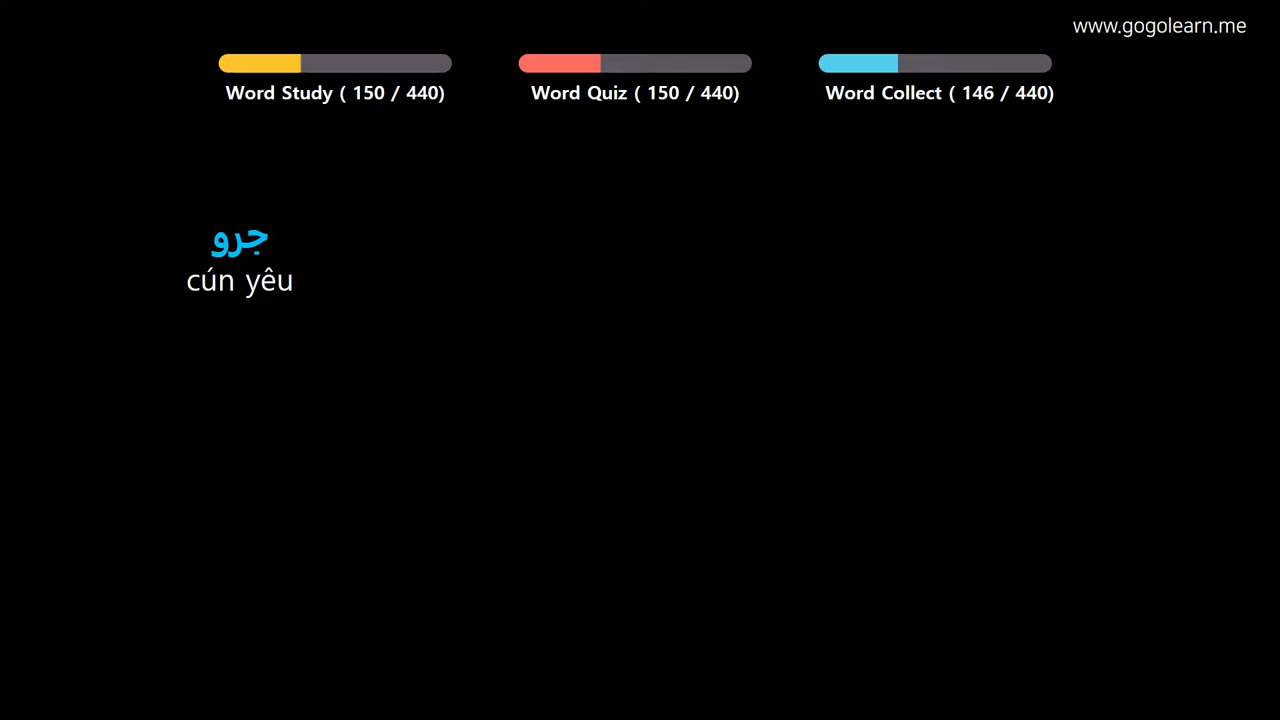 www.gogolearn.me
Word Study ( 150 / 440)
Word Quiz ( 150 / 440)
Word Collect ( 146 / 440)
جرو
cún yêu